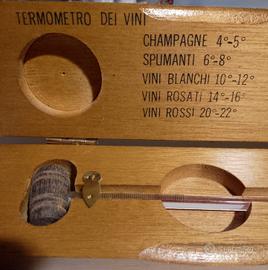 TERMOMETRO DEI VINI
CHAMPAGNE 4°-5°
SPUMANTI 6°-8°
VINI BLANCHI 10°-12°
VINI ROSATI 14°-16°
VINI ROSSI 20°-22°